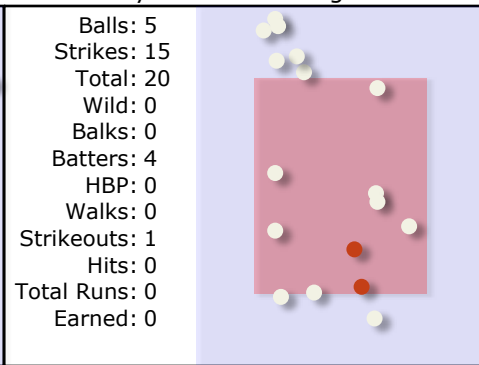 Balls: 5
Strikes: 15
Total: 20
Wild: 0
Balks: 0
Batters: 4
HBP: 0
Walks: 0
Strikeouts: 1
Hits: 0
Total Runs: 0
Earned: 0